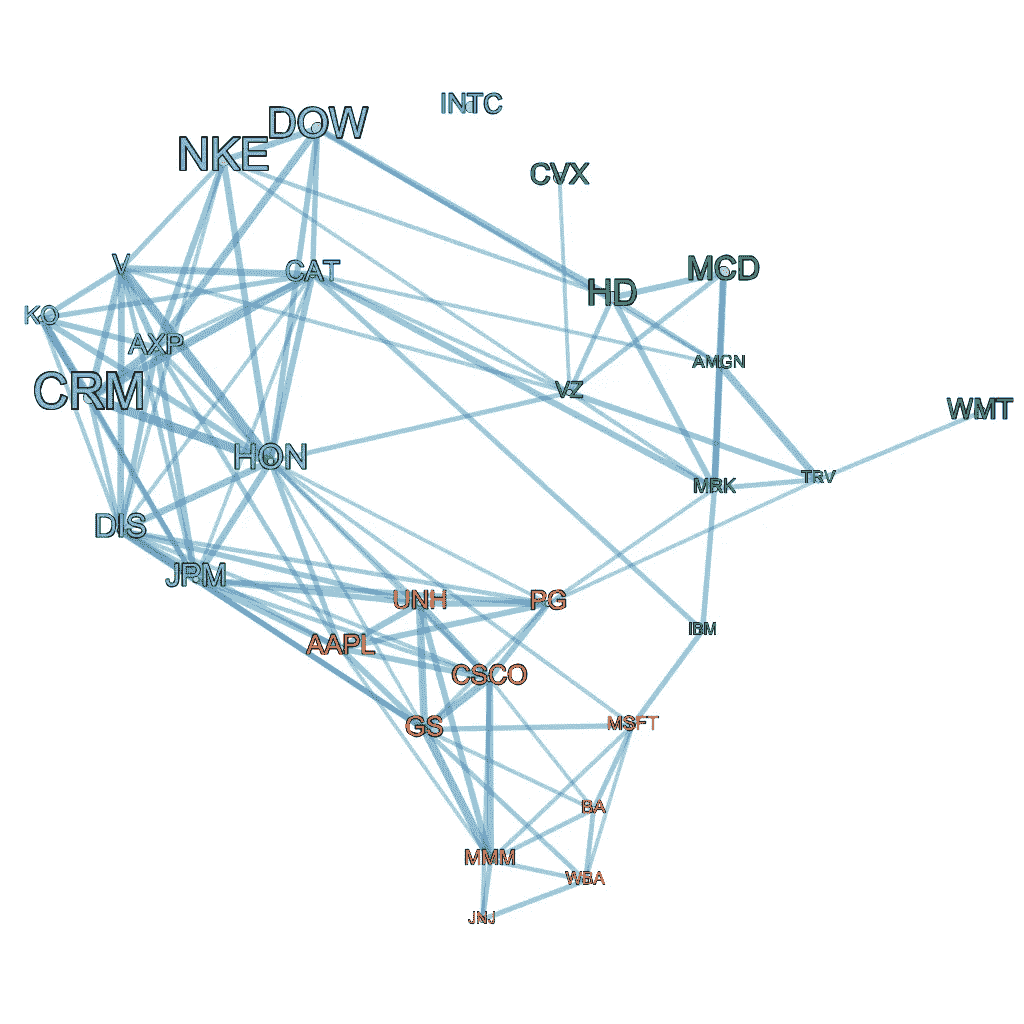 INTC
DOW
NKE
CVX
V
CAT
MCD
HD
KO
AXP
AMGN
CRM
VZ
WMT
HON
TRV
MRK
DIS
JPM
UNH
PG
IBM
AAPL
CSCO
GS
MSFT
BA
MMM
WBA
JNJ